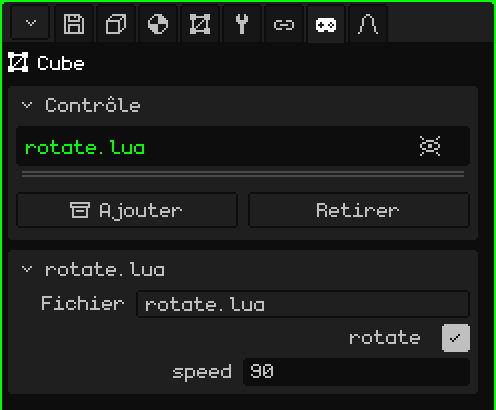 Cube
Contrôle
rotate.lua
Ajouter Retirer
rotate.lua
Fichier rotate.lua
rotate
speed 90